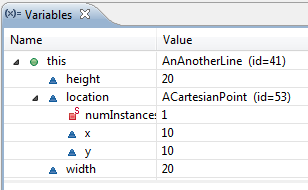 (x)= Variables
Name Value
this AnAnotherLine (id=41)
height 20
location ACartesianPoint (id=53)
S numInstances 1
x 10
y 10
width 20